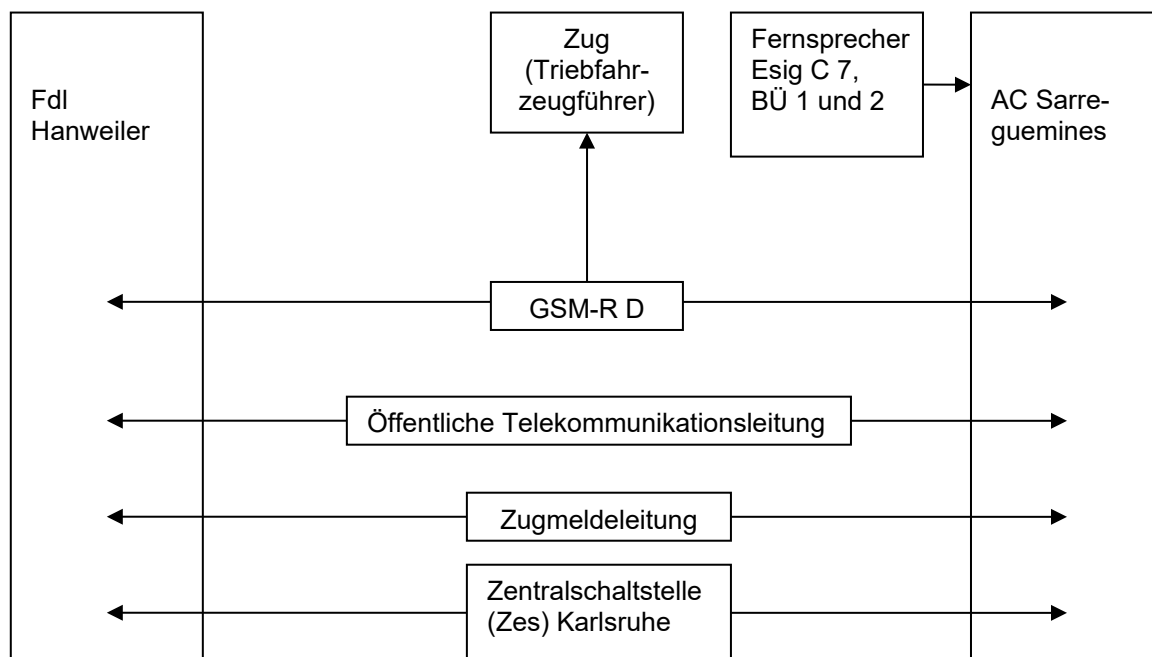 Fdl
Hanweiler
Zug
(Triebfahr-
zeugführer)
Fernsprecher
Esig C 7,
BÜ 1 und 2
AC Sarre-
guemines
GSM-R D
Öffentliche Telekommunikationsleitung
Zugmeldeleitung
Zentralschaltstelle
(Zes) Karlsruhe